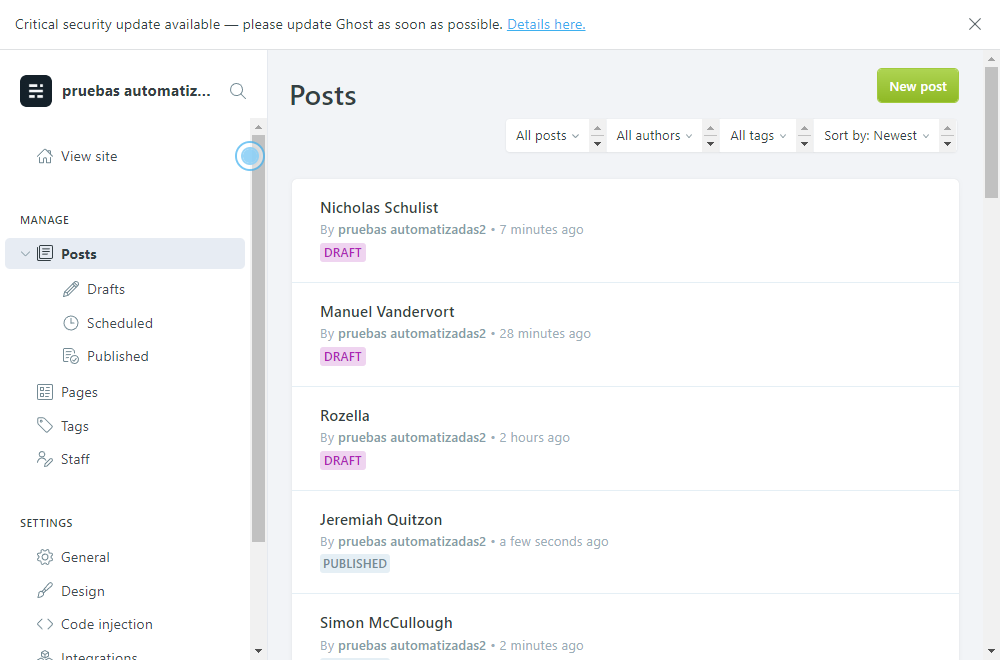 Critical security update available — please update Ghost as soon as possible. Details here.
pruebas automatiz...
View site
MANAGE
Posts
Drafts
Scheduled
Published
Pages
Tags
Staff
SETTINGS
General
Design
Code injection
Integrations
Posts
New post
All posts
All authors
All tags
Sort by: Newest
Nicholas Schulist
By pruebas automatizadas2 • 7 minutes ago
DRAFT
Manuel Vandervort
By pruebas automatizadas2 • 28 minutes ago
DRAFT
Rozella
By pruebas automatizadas2 • 2 hours ago
DRAFT
Jeremiah Quitzon
By pruebas automatizadas2 • a few seconds ago
PUBLISHED
Simon McCullough
By pruebas automatizadas2 • 2 minutes ago